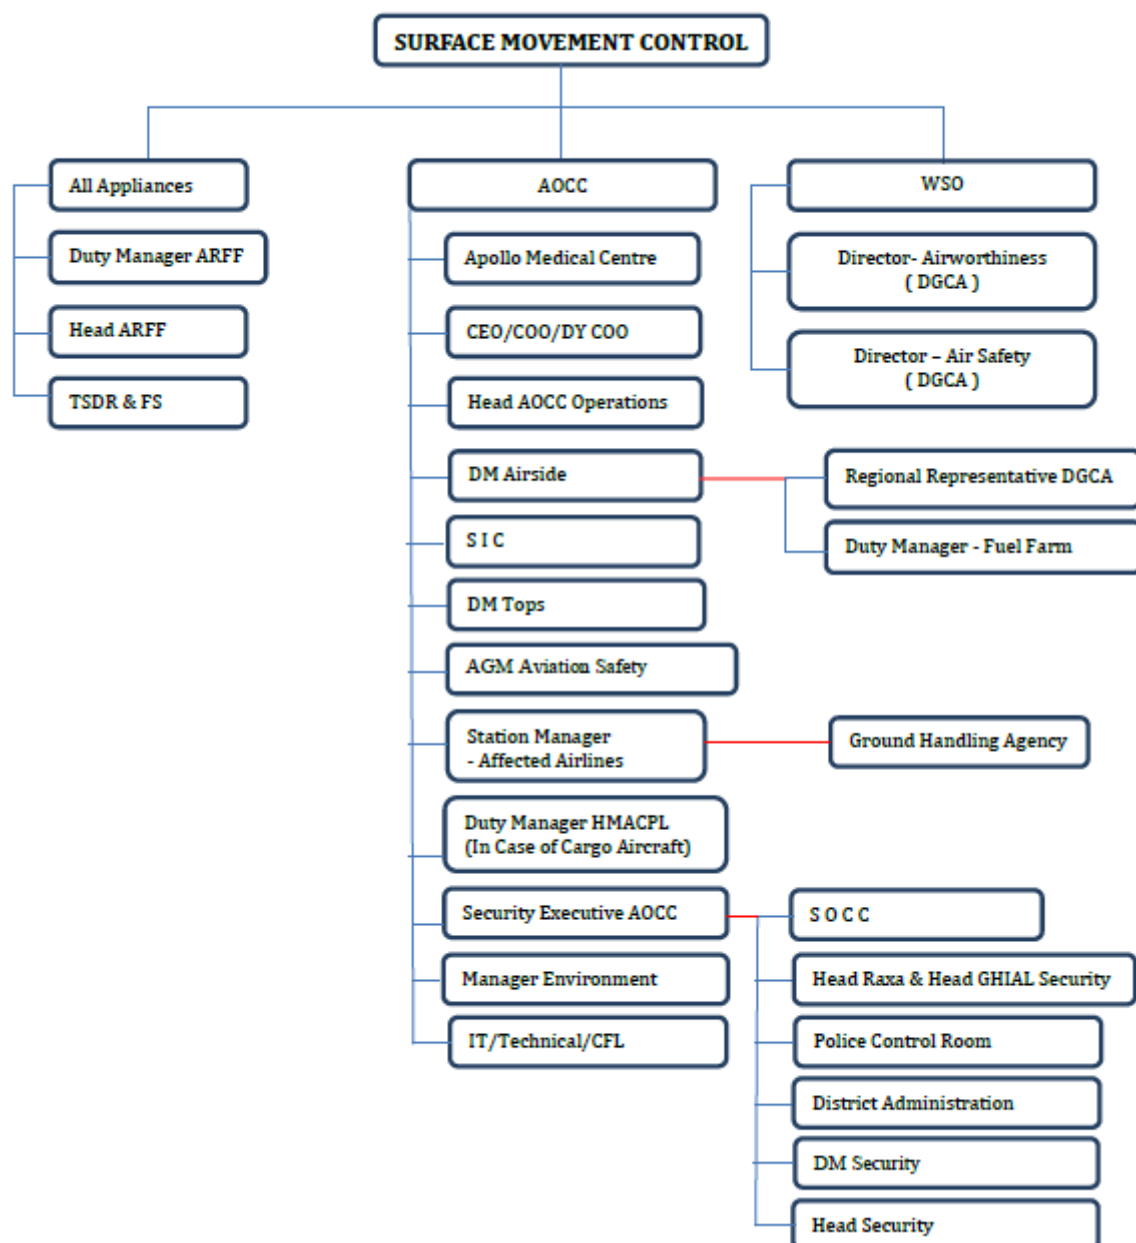 SURFACE MOVEMENT CONTROL
All Appliances
Duty Manager ARFF
Head ARFF
TSDR & FS
AOCC
Apollo Medical Centre
CEO/COO/DY COO
Head AOCC Operations
DM Airside
S I C
DM Tops
AGM Aviation Safety
Station Manager
- Affected Airlines
Duty Manager HMACPL
(In Case of Cargo Aircraft)
Security Executive AOCC
Manager Environment
IT/Technical/CFL
WSO
Director- Airworthiness
( DGCA )
Director – Air Safety
( DGCA )
Regional Representative DGCA
Duty Manager - Fuel Farm
Ground Handling Agency
S O C C
Head Raxa & Head GHIAL Security
Police Control Room
District Administration
DM Security
Head Security